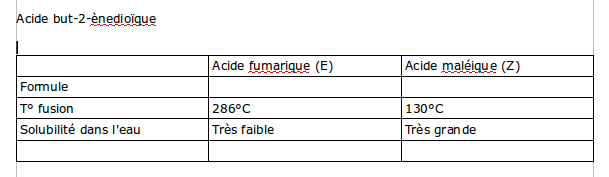 Acide but-2-ènedioïque
Acide fumarique (E) Acide maléique (Z)
Formule
T° fusion 286°C 130°C
Solubilité dans l'eau Très faible Très grande